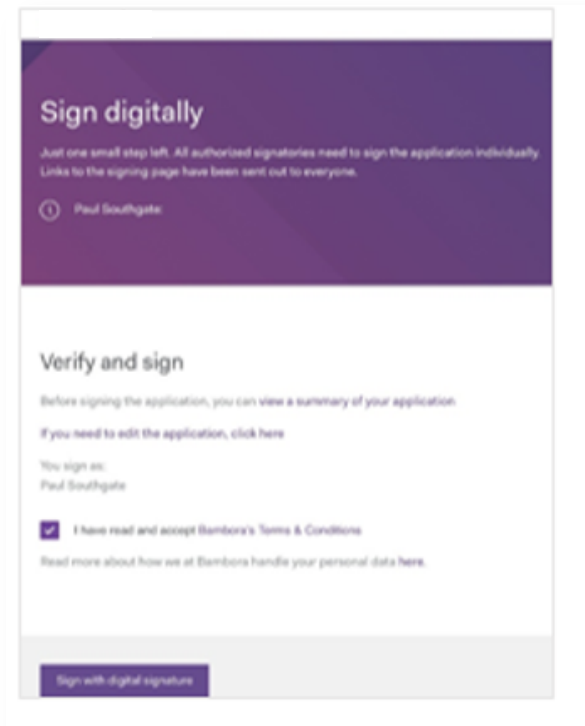 Sign digitally
Just one small step left. All authorized signatories need to sign the application individually.
Links to the signing page have been sent out to everyone.
1 Paul Southgate
Verify and sign
Before signing the application, you can view a summary of your application
If you need to edit the application, click here
You sign as:
Paul Southgate
I have read and accept Bambora's Terms & Conditions
Read more about how we at Bambora handle your personal data here.
Sign with digital signature